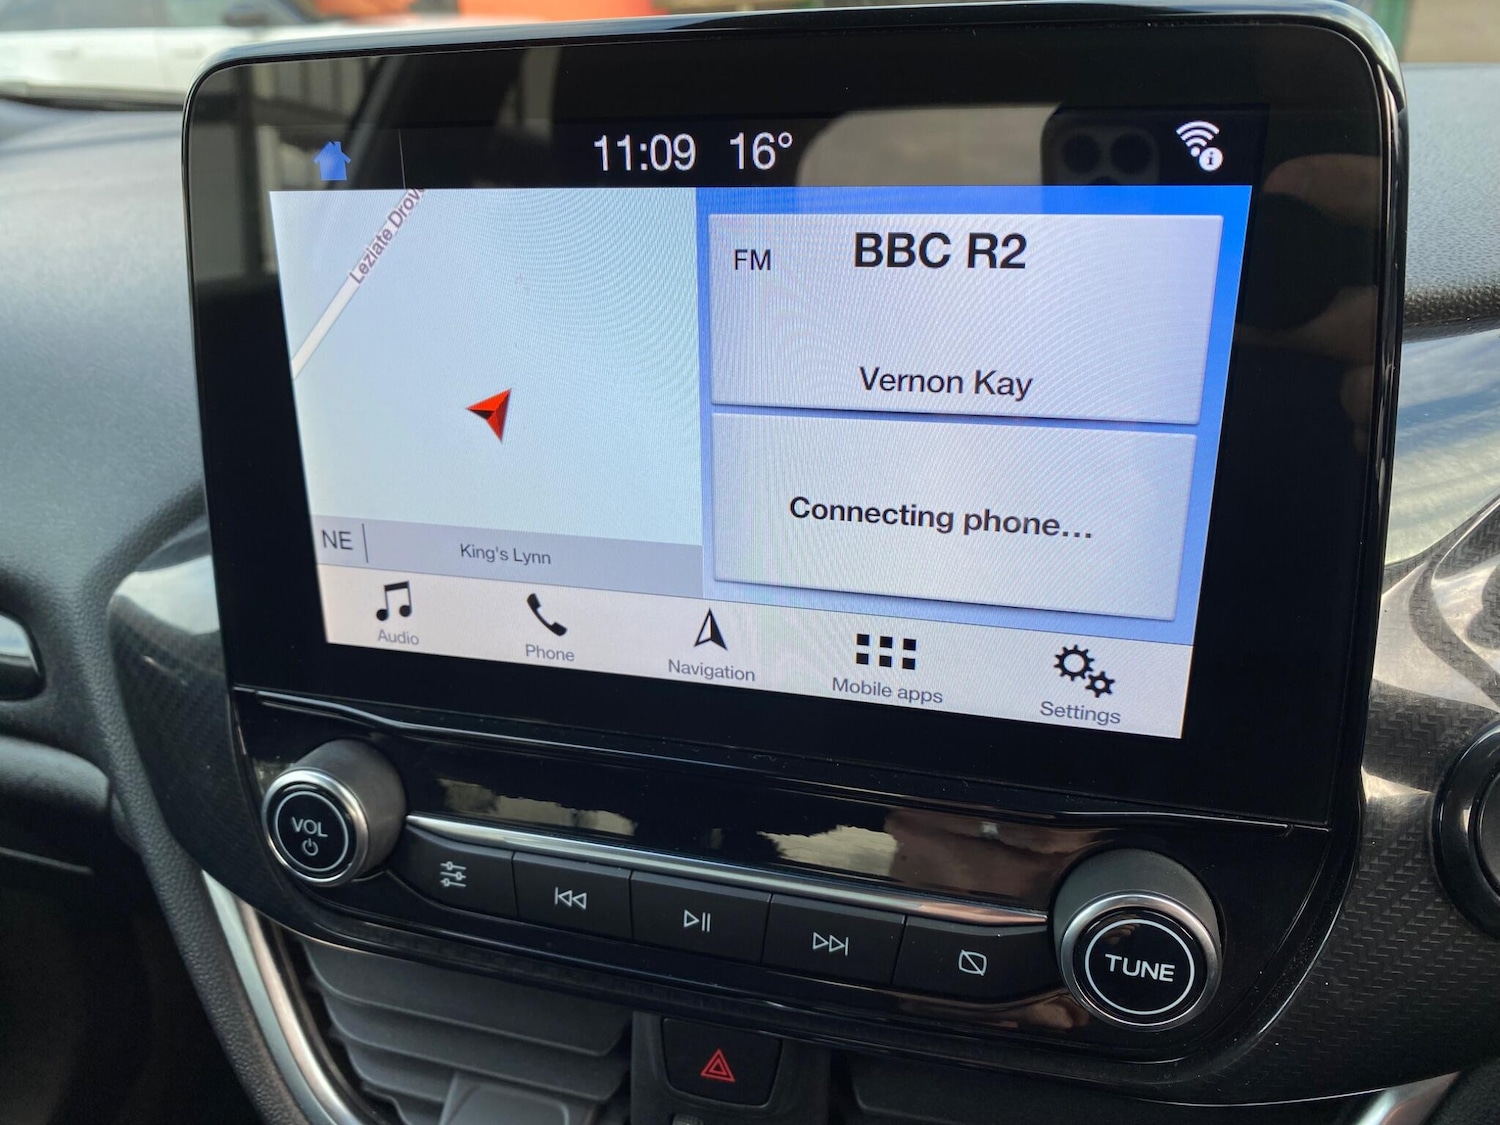 11:09 16°
Leziate Drove
FM BBC R2
Vernon Kay
Connecting phone...
NE King's Lynn
Audio
Phone
Navigation
Mobile apps
Settings
VOL
TUNE